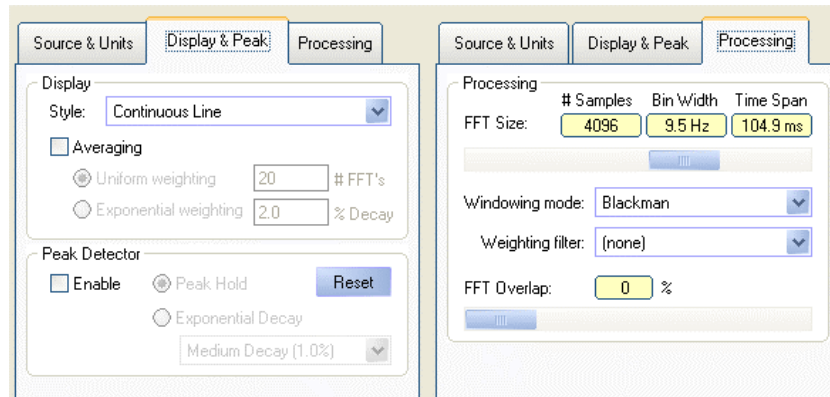 Source & Units Display & Peak Processing
Display
Style: Continuous Line
Averaging
Uniform weighting 20 # FFT's
Exponential weighting 2.0 % Decay
Peak Detector
Enable Peak Hold Reset
Exponential Decay
Medium Decay (1.0%)
Source & Units Display & Peak Processing
Processing
# Samples Bin Width Time Span
FFT Size: 4096 9.5 Hz 104.9 ms
Windowing mode: Blackman
Weighting filter: (none)
FFT Overlap: 0 %